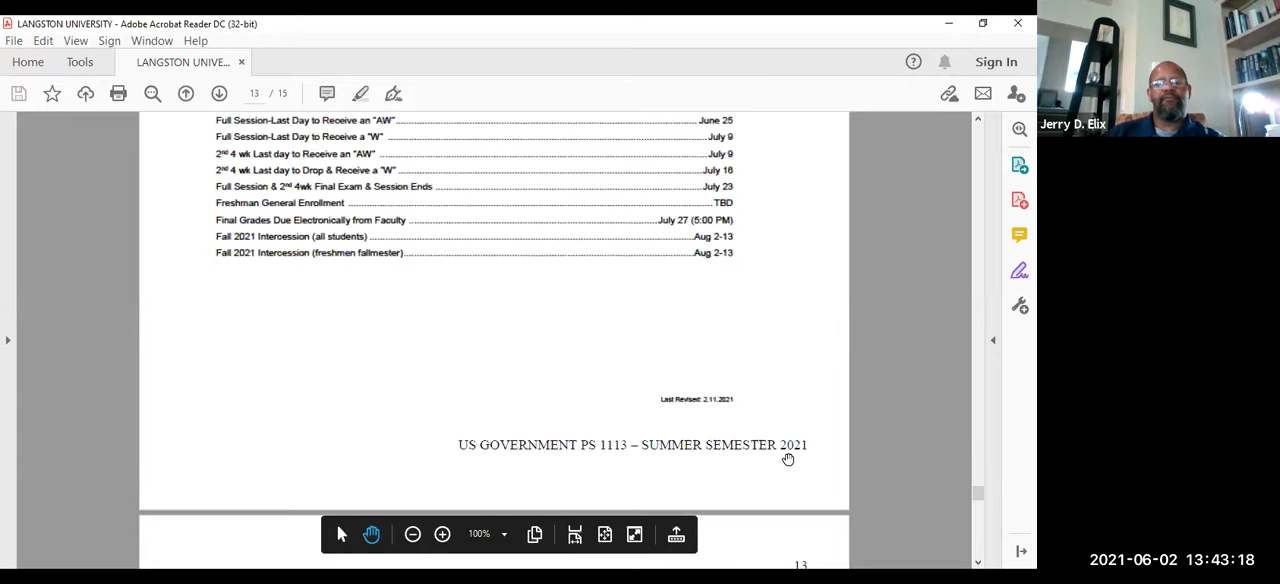 LANGSTON UNIVERSITY - Adobe Acrobat Reader DC (32-bit)
File Edit View Sign Window Help
Home Tools LANGSTON UNIVE... × Sign In
13 / 15
Jerry D. Elix
Full Session-Last Day to Receive an "AW" June 25
Full Session-Last Day to Receive a "W" July 9
2nd 4 wk Last day to Receive an "AW" July 9
2nd 4 wk Last day to Drop & Receive a "W" July 16
Full Session & 2nd 4wk Final Exam & Session Ends July 23
Freshman General Enrollment TBD
Final Grades Due Electronically from Faculty July 27 (5:00 PM)
Fall 2021 Intercession (all students) Aug 2-13
Fall 2021 Intercession (freshmen fallmester) Aug 2-13
Last Revised: 2.11.2021
US GOVERNMENT PS 1113 – SUMMER SEMESTER 2021
100%
13
2021-06-02 13:43:18